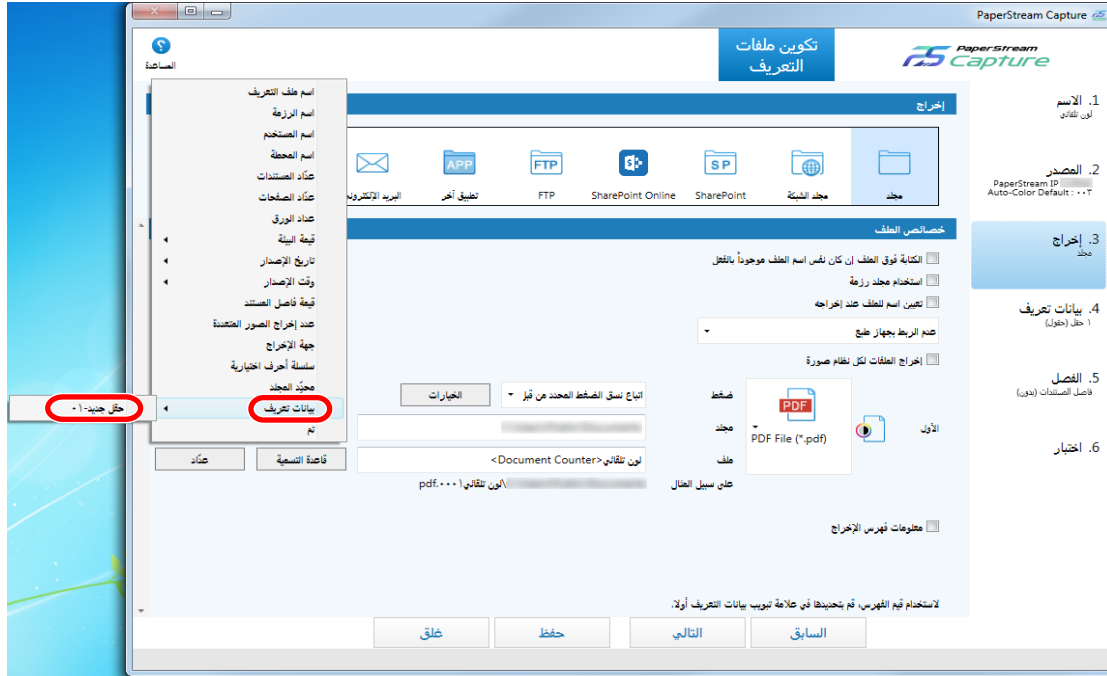 PaperStream Capture
PaperStream
Capture
تكوين ملفات
التعريف
المساعدة
1. الاسم
لون تلقائي
2. المصدر
PaperStream IP
Auto-Color Default : ٠٠٣
3. إخراج
مجلد
4. بيانات تعريف
١ حقل (حقول)
5. الفصل
فاصل المستندات (بدون)
6. اختبار
إخراج
مجلد
مجلد الشبكة
SharePoint
SharePoint Online
FTP
تطبيق آخر
البريد الإلكتروني
SP
FTP
APP
خصائص الملف
الكتابة فوق الملف إن كان نفس اسم الملف موجوداً بالفعل
استخدام مجلد رزمة
تعيين اسم للملف عند إخراجه
عدم الربط بجهاز طبع
إخراج الملفات لكل نظام صورة
الأول
PDF
PDF File (*.pdf)
ضغط
اتباع نسق الضغط المحدد من قبل
الخيارات
مجلد
ملف
لون تلقائي<Document Counter>
قاعدة التسمية
عدّاد
على سبيل المثال
\لون تلقائي٠٠٠١.pdf
معلومات فهرس الإخراج
لاستخدام قيم الفهرس، قم بتحديدها في علامة تبويب بيانات التعريف أولا.
السابق
التالي
حفظ
غلق
اسم ملف التعريف
اسم الرزمة
اسم المستخدم
اسم المحطة
عدّاد المستندات
عدّاد الصفحات
عداد الورق
قيمة البيئة
تاريخ الإصدار
وقت الإصدار
قيمة فاصل المستند
عدد إخراج الصور المتعددة
جهة الإخراج
سلسلة أحرف اختيارية
محدِّد المجلد
بيانات تعريف
تم
حقل جديد-٠١